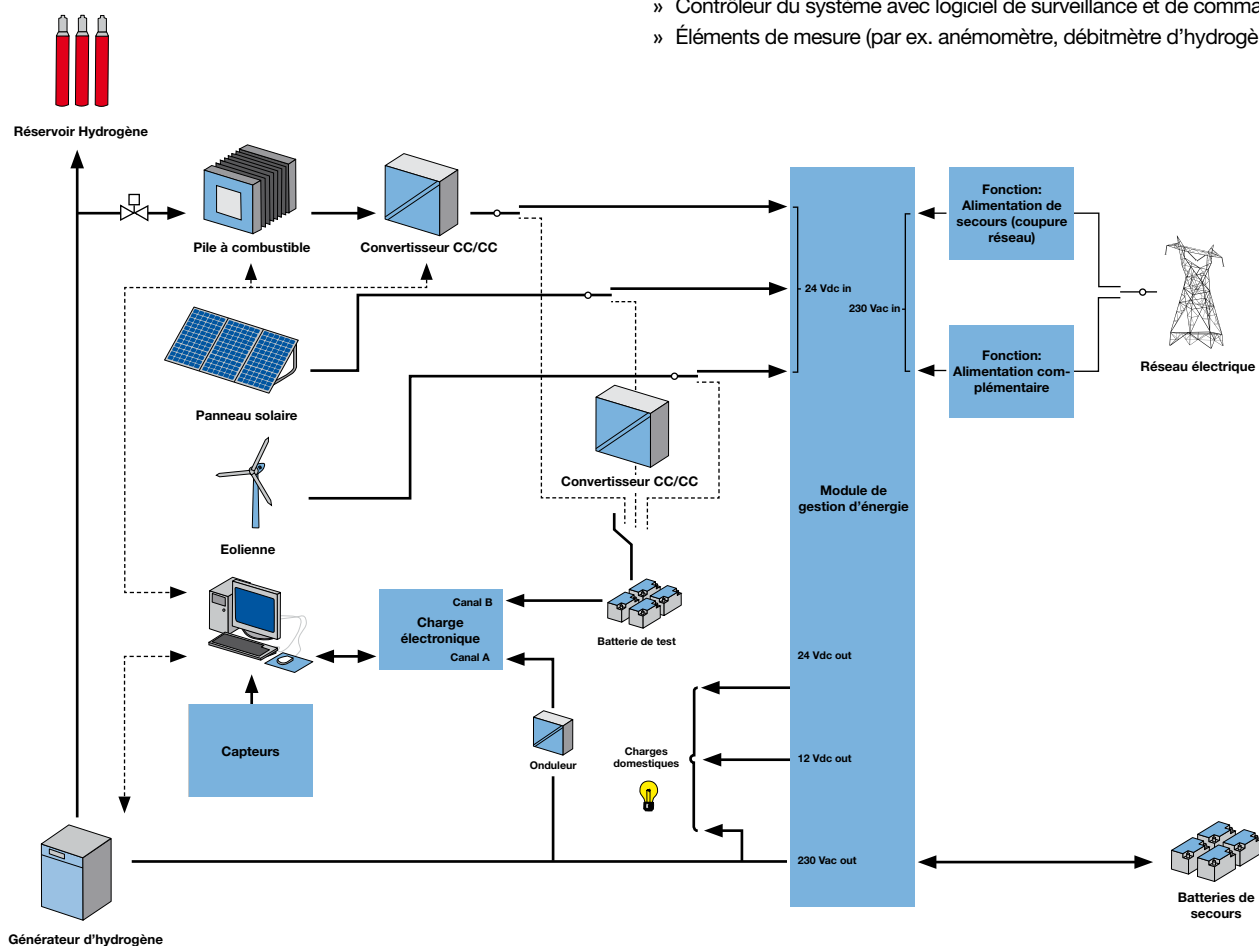 » Contrôleur du système avec logiciel de surveillance et de comma
» Éléments de mesure (par ex. anémomètre, débitmètre d'hydrogè
Réservoir Hydrogène
Pile à combustible
Convertisseur CC/CC
Fonction:
Alimentation de
secours (coupure
réseau)
24 Vdc in
230 Vac in
Réseau électrique
Fonction:
Alimentation com-
plémentaire
Panneau solaire
Convertisseur CC/CC
Module de
gestion d'énergie
Eolienne
Canal B
Charge
électronique
Canal A
Batterie de test
24 Vdc out
Capteurs
Onduleur
Charges
domestiques
12 Vdc out
230 Vac out
Batteries de
secours
Générateur d'hydrogène